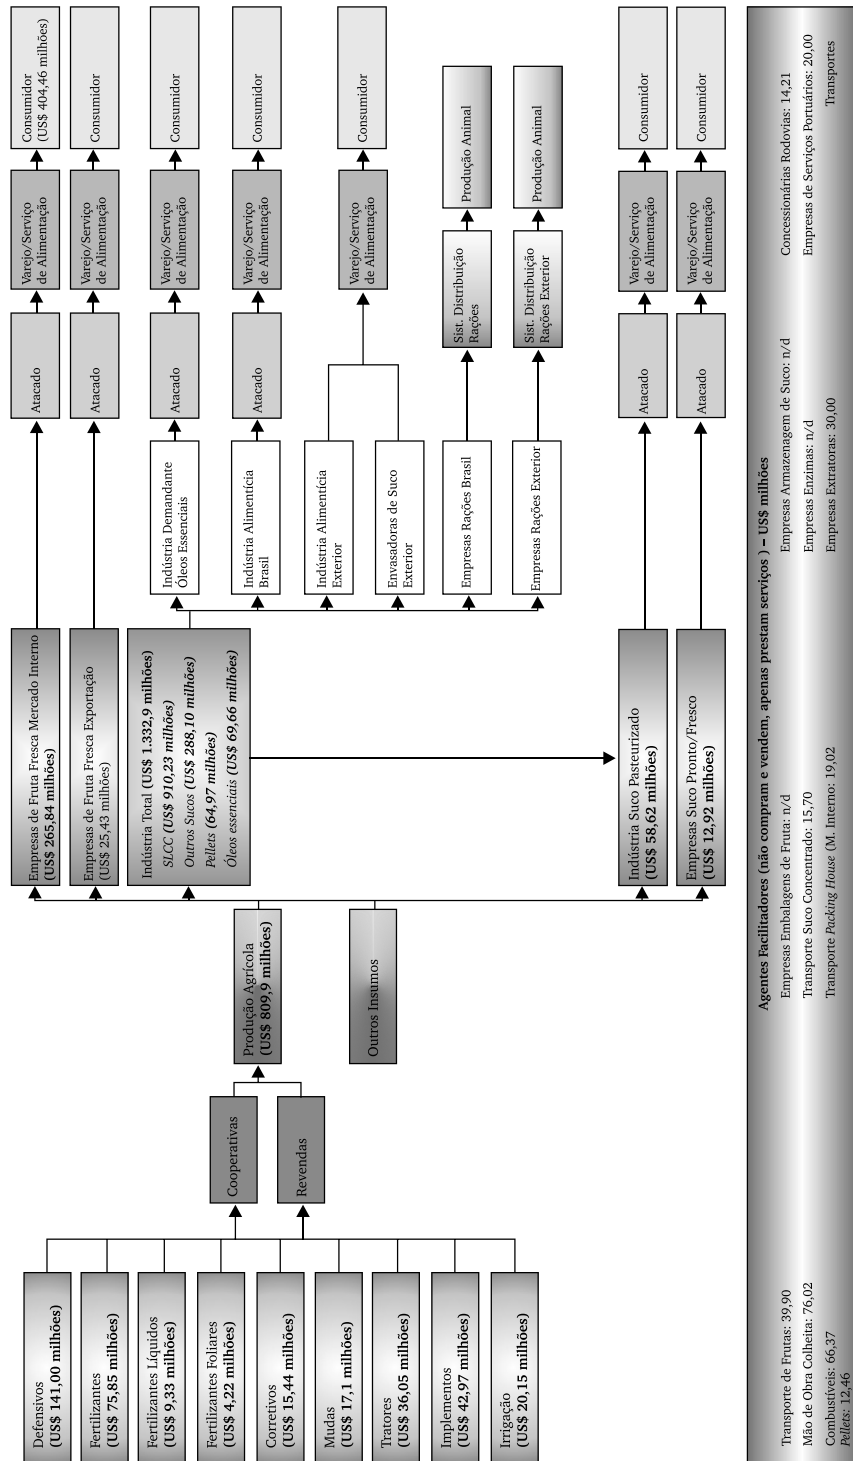 Defensivos
(US$ 141,00 milhões)
Fertilizantes
(US$ 75,85 milhões)
Fertilizantes Líquidos
(US$ 9,33 milhões)
Fertilizantes Foliares
(US$ 4,22 milhões)
Corretivos
(US$ 15,44 milhões)
Mudas
(US$ 17,1 milhões)
Tratores
(US$ 36,05 milhões)
Implementos
(US$ 42,97 milhões)
Irrigação
(US$ 20,15 milhões)
Cooperativas
Revendas
Produção Agrícola
(US$ 809,9 milhões)
Outros Insumos
Empresas de Fruta Fresca Mercado Interno
(US$ 265,84 milhões)
Empresas de Fruta Fresca Exportação
(US$ 25,43 milhões)
Indústria Total (US$ 1.332,9 milhões)
SLCC (US$ 910,23 milhões)
Outros Sucos (US$ 288,10 milhões)
Pellets (64,97 milhões)
Óleos essenciais (US$ 69,66 milhões)
Indústria Suco Pasteurizado
(US$ 58,62 milhões)
Empresas Suco Pronto/Fresco
(US$ 12,92 milhões)
Indústria Demandante
Óleos Essenciais
Indústria Alimentícia
Brasil
Indústria Alimentícia
Exterior
Envasadoras de Suco
Exterior
Empresas Rações Brasil
Empresas Rações Exterior
Atacado
Atacado
Atacado
Atacado
Atacado
Atacado
Sist. Distribuição
Rações
Sist. Distribuição
Rações Exterior
Varejo/Serviço
de Alimentação
Varejo/Serviço
de Alimentação
Varejo/Serviço
de Alimentação
Varejo/Serviço
de Alimentação
Varejo/Serviço
de Alimentação
Varejo/Serviço
de Alimentação
Varejo/Serviço
de Alimentação
Produção Animal
Produção Animal
Consumidor
(US$ 404,46 milhões)
Consumidor
Consumidor
Consumidor
Consumidor
Consumidor
Consumidor
Agentes Facilitadores (não compram e vendem, apenas prestam serviços ) – US$ milhões
Transporte de Frutas: 39,90
Mão de Obra Colheita: 76,02
Combustíveis: 66,37
Pellets: 12,46
Empresas Embalagens de Fruta: n/d
Transporte Suco Concentrado: 15,70
Transporte Packing House (M. Interno: 19,02
Empresas Armazenagem de Suco: n/d
Empresas Enzimas: n/d
Empresas Extratoras: 30,00
Concessionárias Rodovias: 14,21
Empresas de Serviços Portuários: 20,00
Transportes